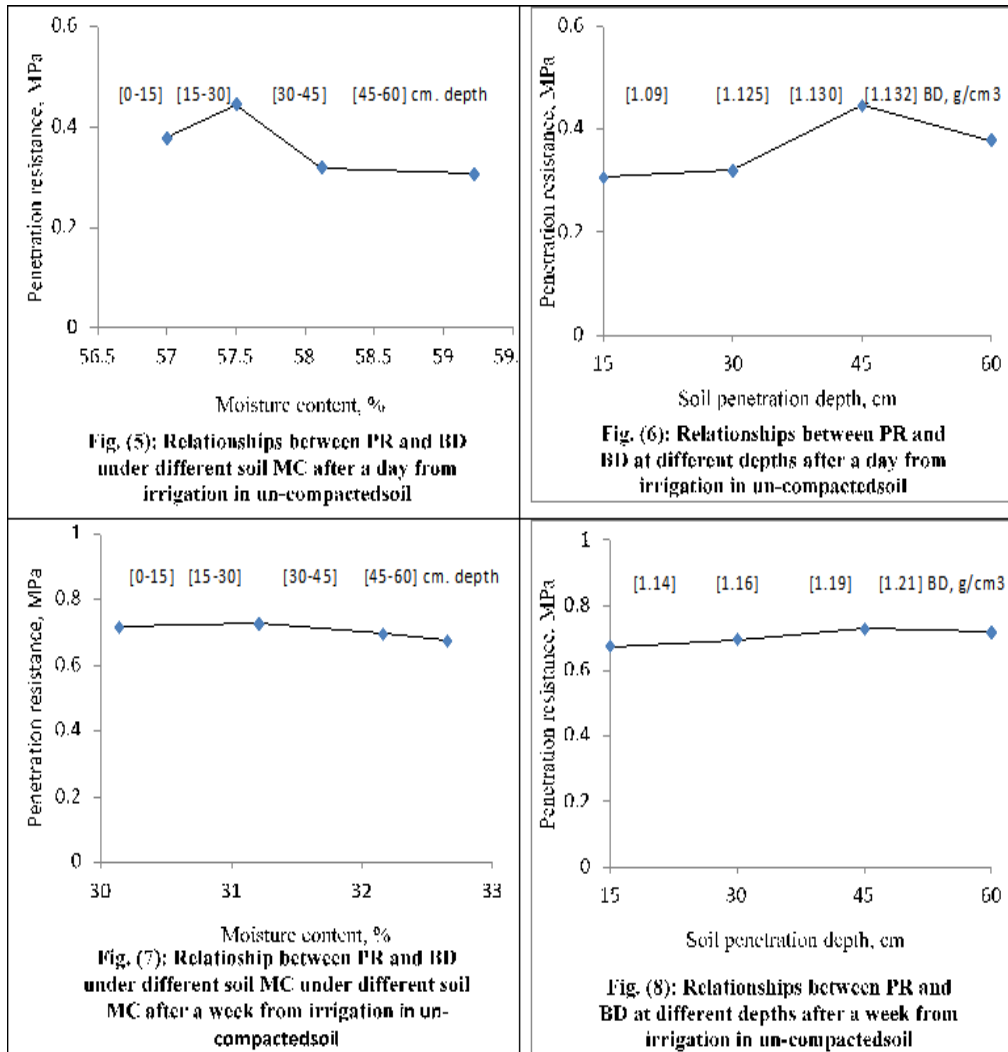 0.6
0.4
0.2
0
Penetration resistance, MPa
[0-15] [15-30] [30-45] [45-60] cm. depth
56.5 57 57.5 58 58.5 59 59.
Moisture content, %
Fig. (5): Relationships between PR and BD
under different soil MC after a day from
irrigation in un-compactedsoil
0.6
0.4
0.2
0
Penetration resistance, MPa
[1.09] [1.125] [1.130] [1.132] BD, g/cm3
15 30 45 60
Soil penetration depth, cm
Fig. (6): Relationships between PR and
BD at different depths after a day from
irrigation in un-compactedsoil
1
0.8
0.6
0.4
0.2
0
Penetration resistance, MPa
[0-15] [15-30] [30-45] [45-60] cm. depth
30 31 32 33
Moisture content, %
Fig. (7): Relationship between PR and BD
under different soil MC under different soil
MC after a week from irrigation in un-
compactedsoil
1
0.8
0.6
0.4
0.2
0
Penetration resistance, MPa
[1.14] [1.16] [1.19] [1.21] BD, g/cm3
15 30 45 60
Soil penetration depth, cm
Fig. (8): Relationships between PR and
BD at different depths after a week from
irrigation in un-compactedsoil